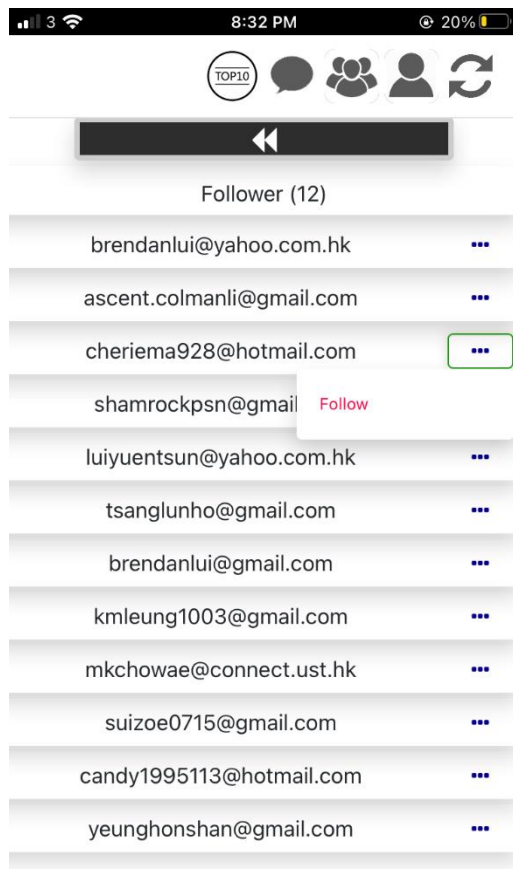 3 8:32 PM 20%
TOP10
Follower (12)
brendanlui@yahoo.com.hk
ascent.colmanli@gmail.com
cheriema928@hotmail.com
shamrockpsn@gmail
Follow
luiyuentsun@yahoo.com.hk
tsanglunho@gmail.com
brendanlui@gmail.com
kmleung1003@gmail.com
mkchowae@connect.ust.hk
suizoe0715@gmail.com
candy1995113@hotmail.com
yeunghonshan@gmail.com